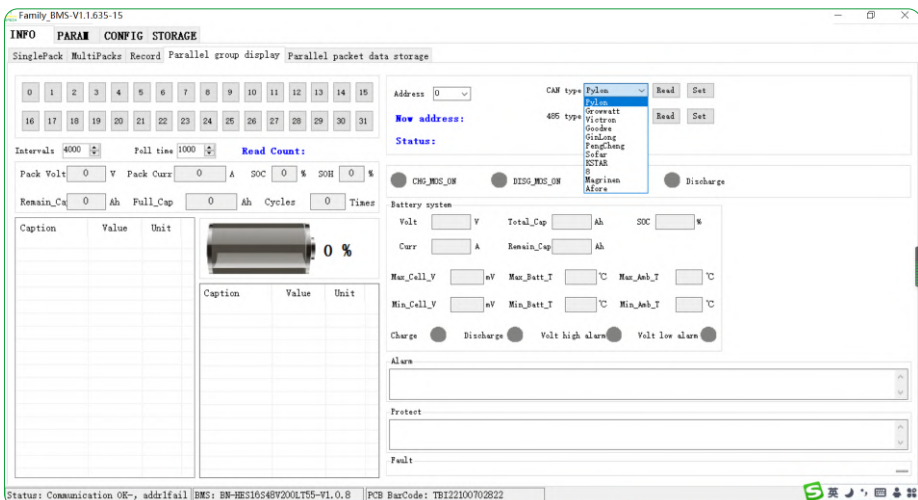 Family_BMS-V1.1.635-15
INFO PARAM CONFIG STORAGE
SinglePack MultiPacks Record Parallel group display Parallel packet data storage
0 1 2 3 4 5 6 7 8 9 10 11 12 13 14 15
16 17 18 19 20 21 22 23 24 25 26 27 28 29 30 31
Intervals 4000 Poll time 1000 Read Count:
Pack Volt 0 V Pack Curr 0 A SOC 0 % SOH 0 %
Remain_Ca 0 Ah Full_Cap 0 Ah Cycles 0 Times
Caption Value Unit
0 %
Caption Value Unit
Address 0 CAN type Pylon Read Set
Now address: 485 type Read Set
Status:
Pylon
Growwatt
Victron
Goodwe
GinLong
PengCheng
Sofar
KSTAR
8
Magrinen
Afore
CHG_MOS_ON DISG_MOS_ON Discharge
Battery system
Volt V Total_Cap Ah SOC %
Curr A Remain_Cap Ah
Max_Cell_V mV Max_Batt_T ℃ Max_Amb_T ℃
Min_Cell_V mV Min_Batt_T ℃ Min_Amb_T ℃
Charge Discharge Volt high alarm Volt low alarm
Alarm
Protect
Fault
Status: Communication OK~, addr1fail BMS: BN-HES16S48V200LT55-V1.0.8 PCB BarCode: TBI22100702822
英